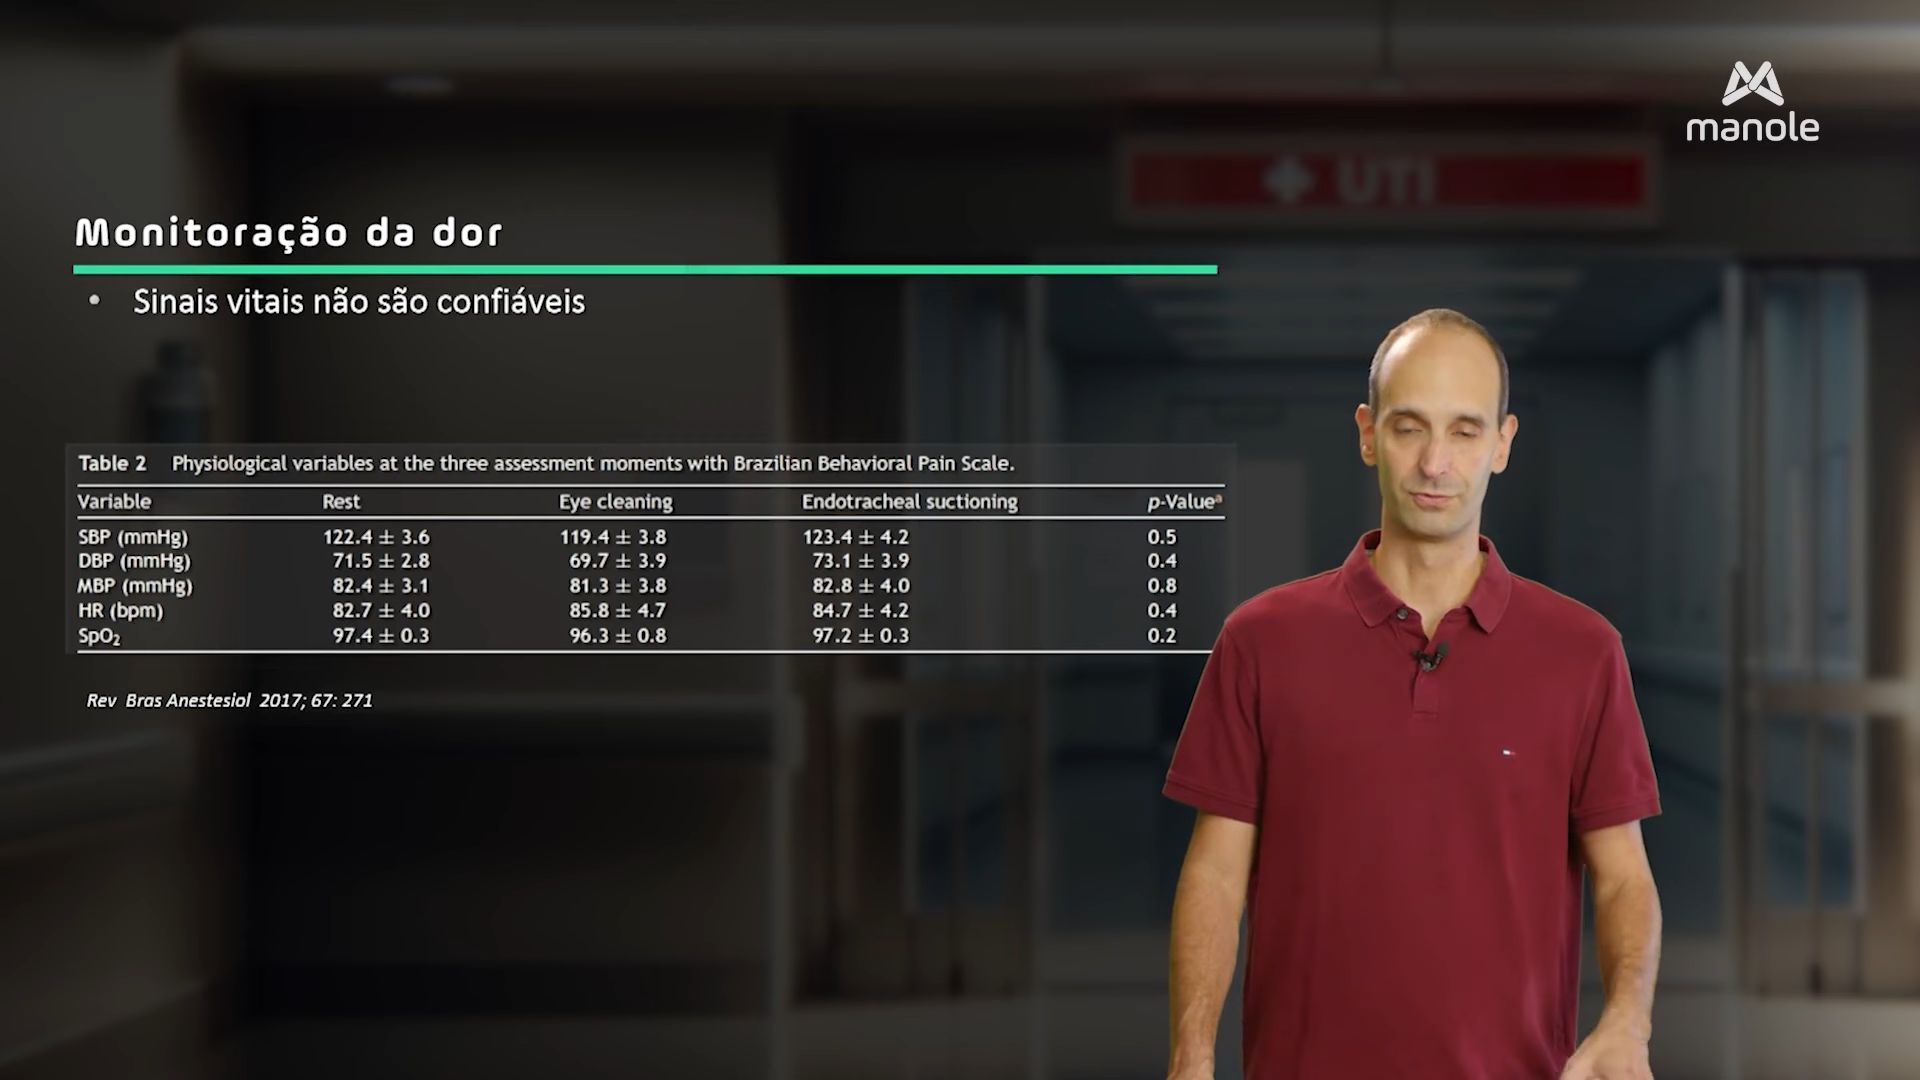 manole
UTI
Monitoração da dor
• Sinais vitais não são confiáveis
Table 2 Physiological variables at the three assessment moments with Brazilian Behavioral Pain Scale.
Variable Rest Eye cleaning Endotracheal suctioning p-Valueª
SBP (mmHg) 122.4 ± 3.6 119.4 ± 3.8 123.4 ± 4.2 0.5
DBP (mmHg) 71.5 ± 2.8 69.7 ± 3.9 73.1 ± 3.9 0.4
MBP (mmHg) 82.4 ± 3.1 81.3 ± 3.8 82.8 ± 4.0 0.8
HR (bpm) 82.7 ± 4.0 85.8 ± 4.7 84.7 ± 4.2 0.4
SpO₂ 97.4 ± 0.3 96.3 ± 0.8 97.2 ± 0.3 0.2
Rev Bras Anestesiol 2017; 67: 271